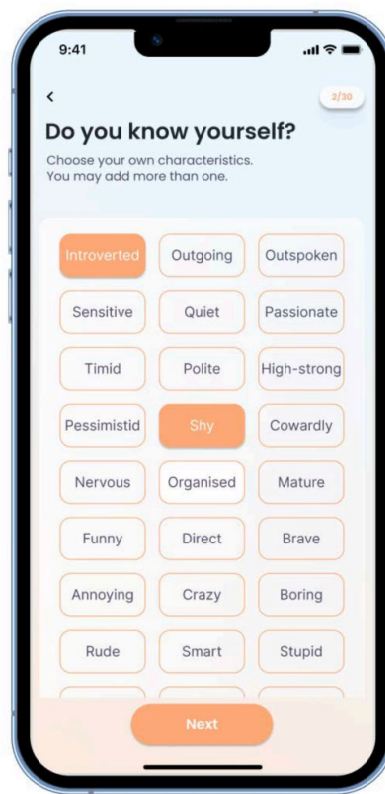 9:41
2/30
Do you know yourself?
Choose your own characteristics.
You may add more than one.
Introverted Outgoing Outspoken
Sensitive Quiet Passionate
Timid Polite High-strong
Pessimistid Shy Cowardly
Nervous Organised Mature
Funny Direct Brave
Annoying Crazy Boring
Rude Smart Stupid
Next